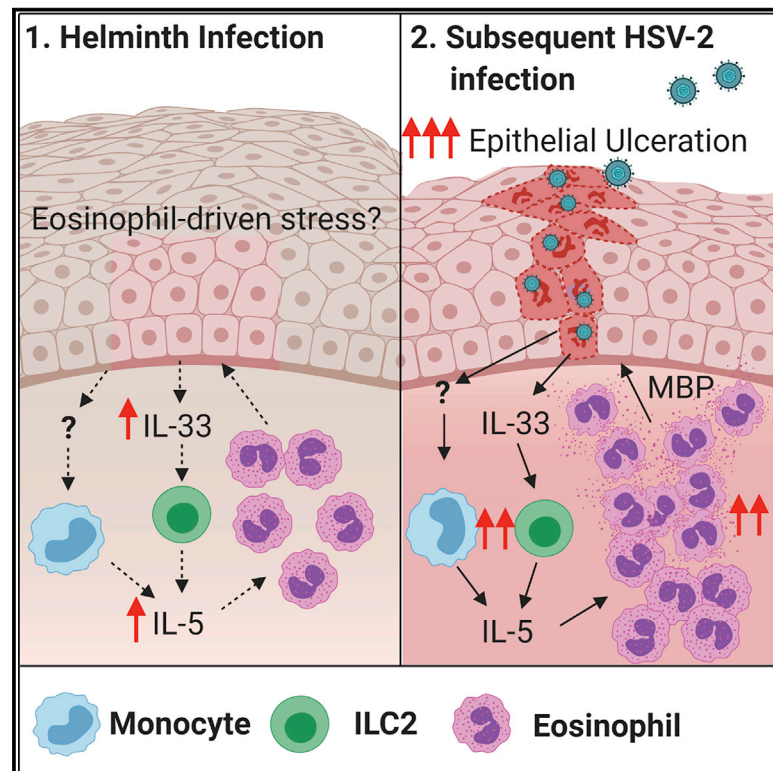 1. Helminth Infection
Eosinophil-driven stress?
?
IL-33
IL-5
2. Subsequent HSV-2
infection
Epithelial Ulceration
MBP
?
IL-33
IL-5
Monocyte
ILC2
Eosinophil